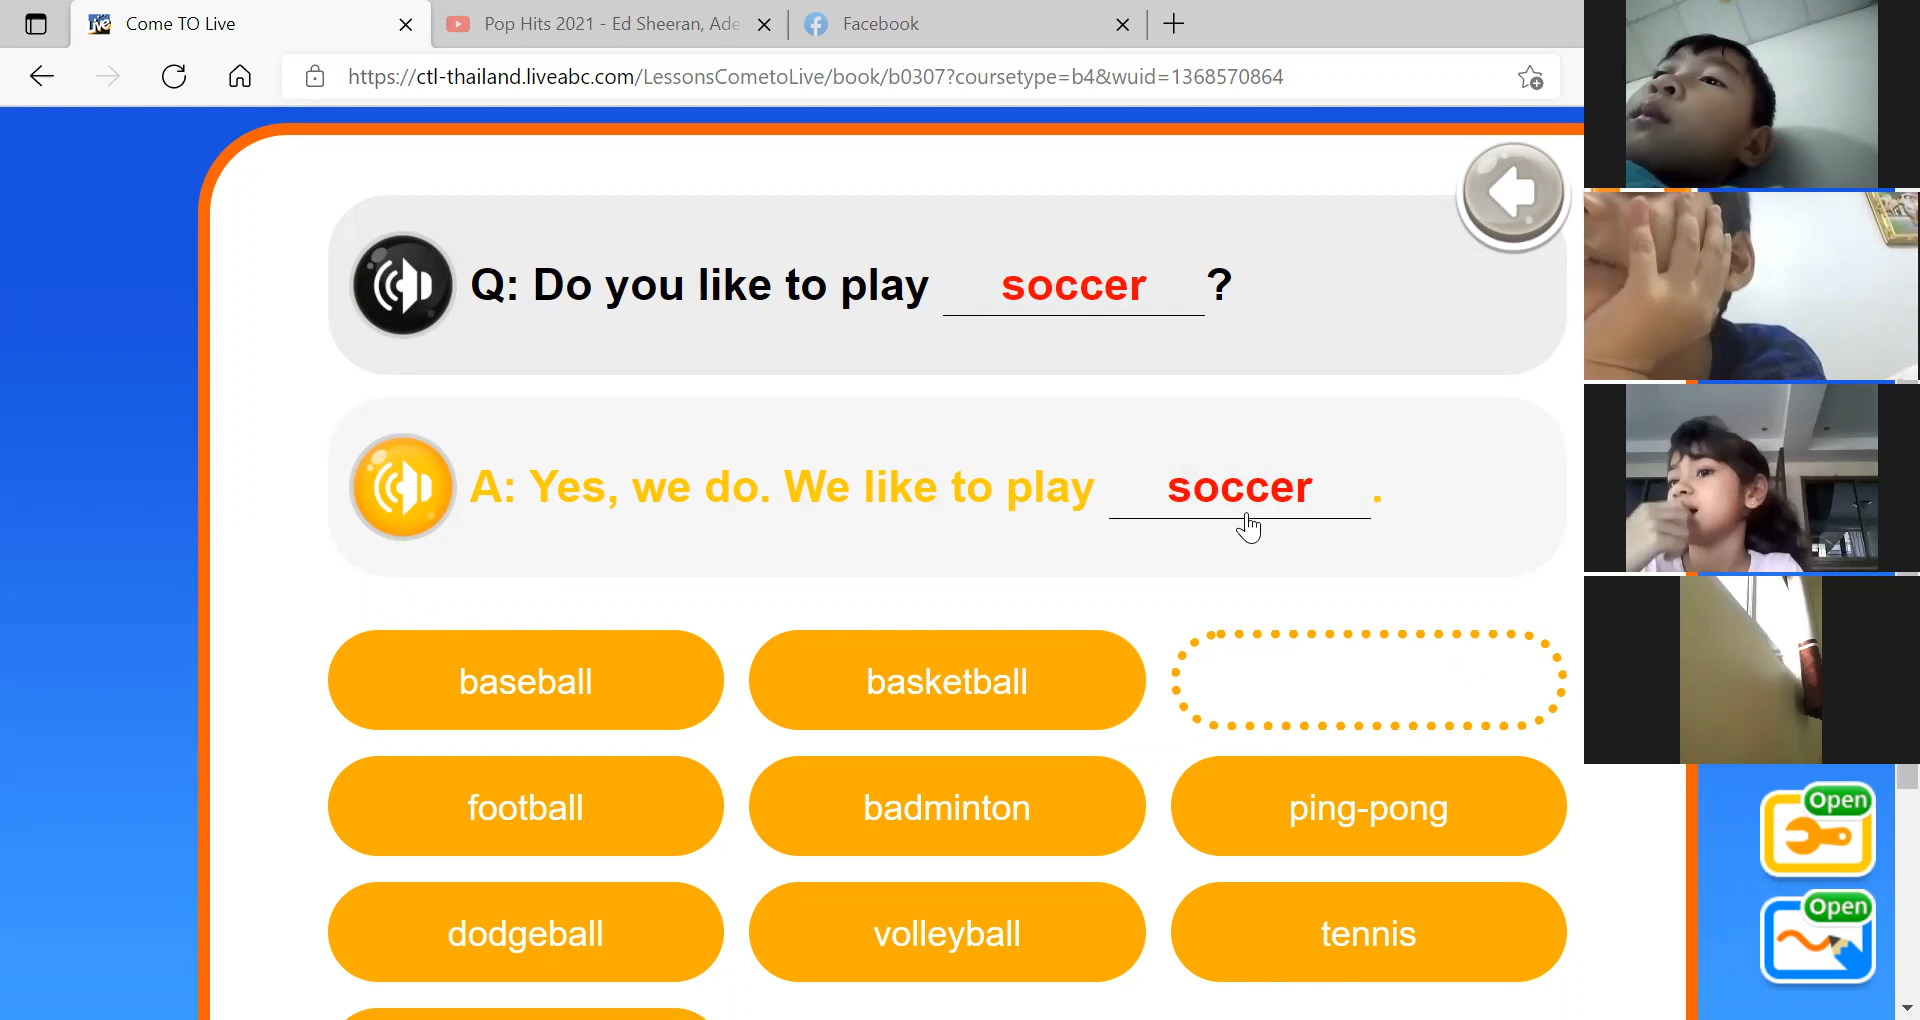 Come TO Live
Pop Hits 2021 - Ed Sheeran, Ade
Facebook
https://ctl-thailand.liveabc.com/LessonsCometoLive/book/b0307?coursetype=b4&wuid=1368570864
Q: Do you like to play soccer ?
A: Yes, we do. We like to play soccer .
baseball
basketball
football
badminton
ping-pong
dodgeball
volleyball
tennis
Open
Open